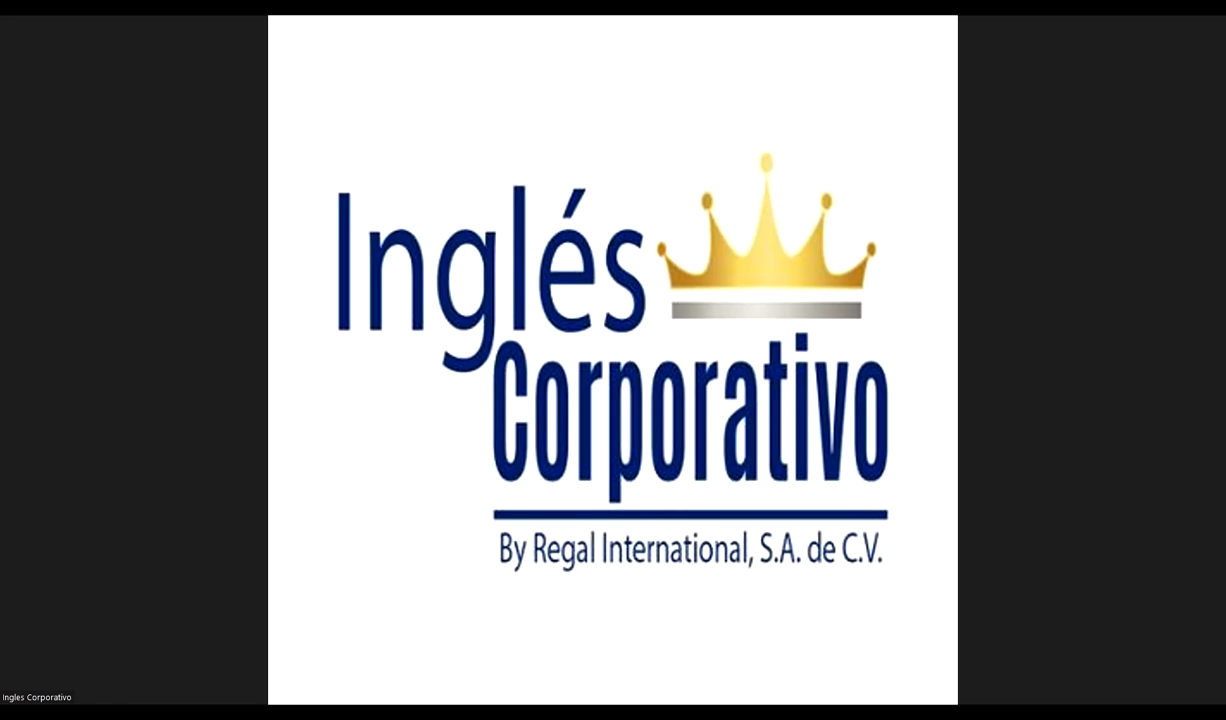 Inglés
Corporativo
By Regal International, S.A. de C.V.
Ingles Corporativo